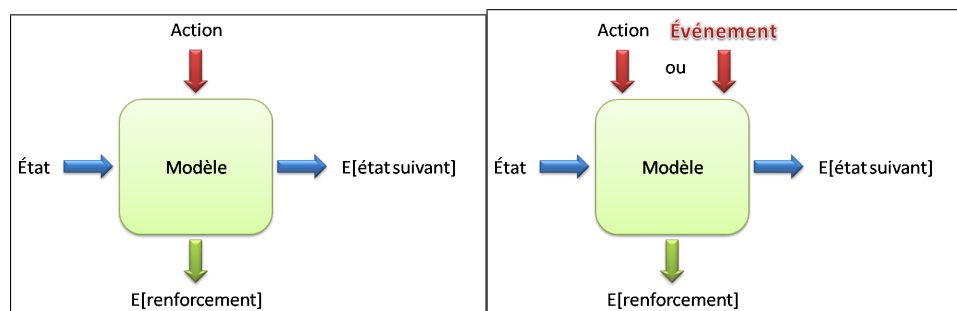 Action
État
Modèle
E[état suivant]
E[renforcement]
Action
Événement
ou
État
Modèle
E[état suivant]
E[renforcement]